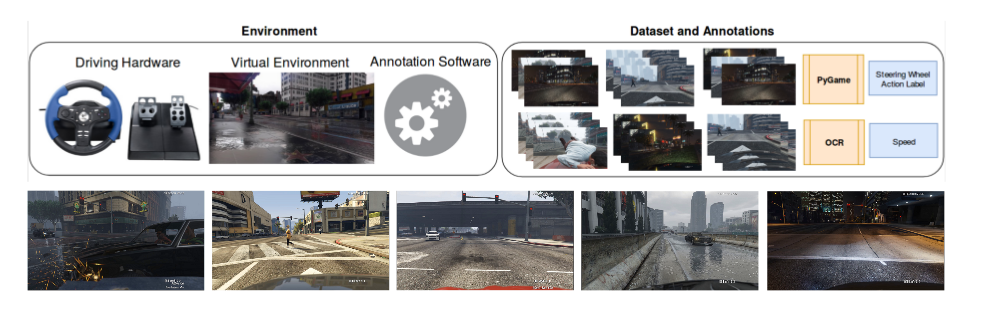 Environment
Dataset and Annotations
Driving Hardware
Virtual Environment
Annotation Software
PyGame
Steering Wheel
Action Label
OCR
Speed